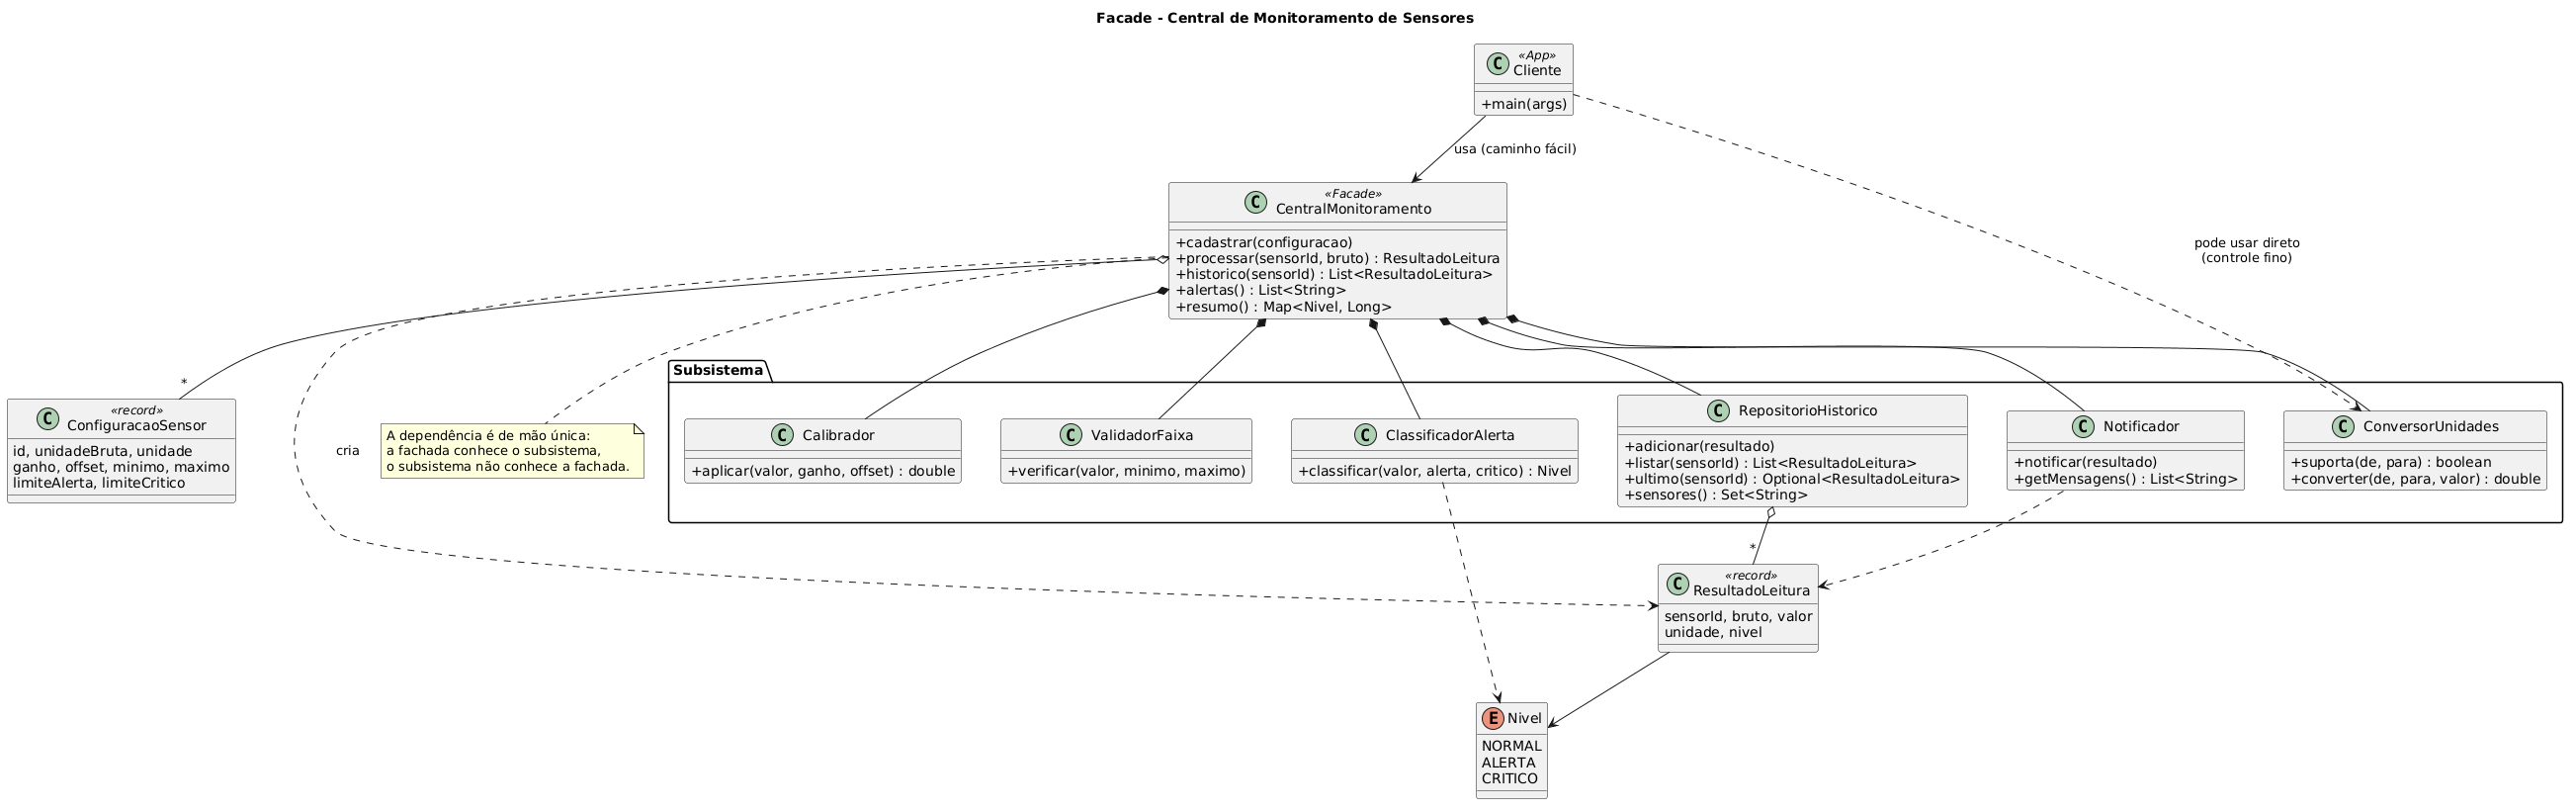 Facade - Central de Monitoramento de Sensores
C
«App»
Cliente
+main(args)
usa (caminho fácil)
pode usar direto
(controle fino)
C
«Facade»
CentralMonitoramento
+cadastrar(configuracao)
+processar(sensorId, bruto) : ResultadoLeitura
+historico(sensorId) : List<ResultadoLeitura>
+alertas() : List<String>
+resumo() : Map<Nivel, Long>
*
C
«record»
ConfiguracaoSensor
id, unidadeBruta, unidade
ganho, offset, minimo, maximo
limiteAlerta, limiteCritico
cria
A dependência é de mão única:
a fachada conhece o subsistema,
o subsistema não conhece a fachada.
Subsistema
C
Calibrador
+aplicar(valor, ganho, offset) : double
C
ValidadorFaixa
+verificar(valor, minimo, maximo)
C
ClassificadorAlerta
+classificar(valor, alerta, critico) : Nivel
C
RepositorioHistorico
+adicionar(resultado)
+listar(sensorId) : List<ResultadoLeitura>
+ultimo(sensorId) : Optional<ResultadoLeitura>
+sensores() : Set<String>
C
Notificador
+notificar(resultado)
+getMensagens() : List<String>
C
ConversorUnidades
+suporta(de, para) : boolean
+converter(de, para, valor) : double
*
C
«record»
ResultadoLeitura
sensorId, bruto, valor
unidade, nivel
E
Nivel
NORMAL
ALERTA
CRITICO